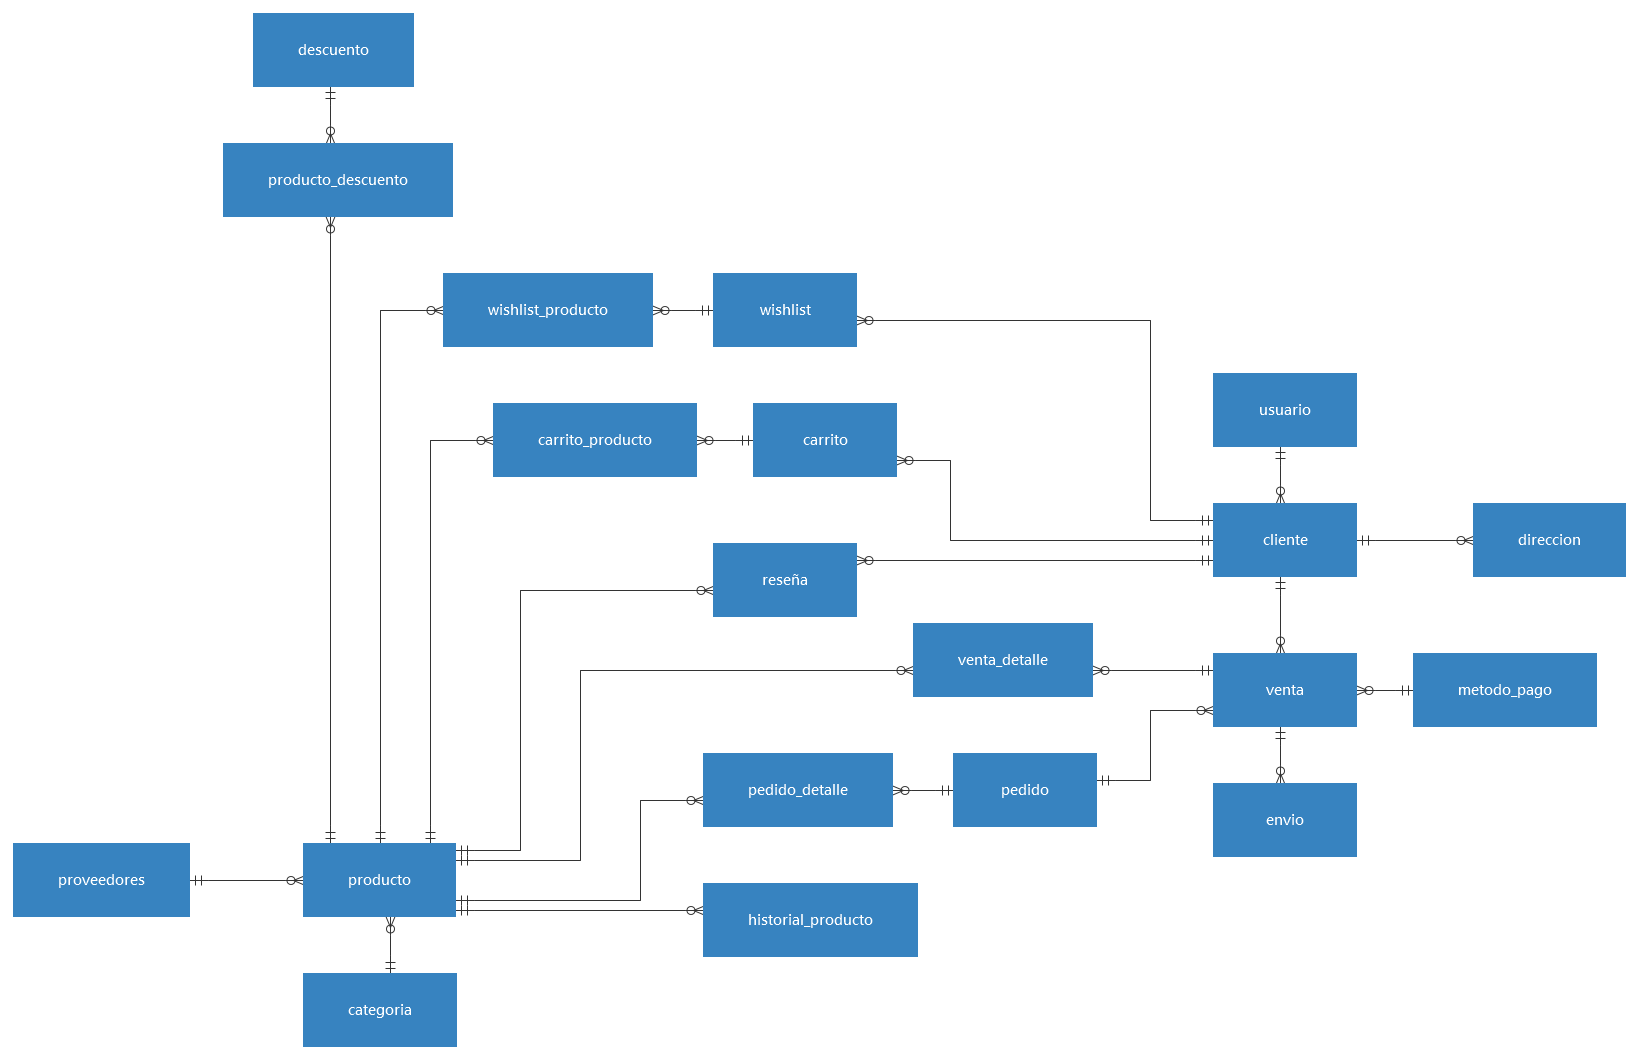 descuento
producto_descuento
wishlist_producto
wishlist
usuario
carrito_producto
carrito
cliente
direccion
reseña
venta_detalle
venta
metodo_pago
pedido_detalle
pedido
envio
proveedores
producto
historial_producto
categoria